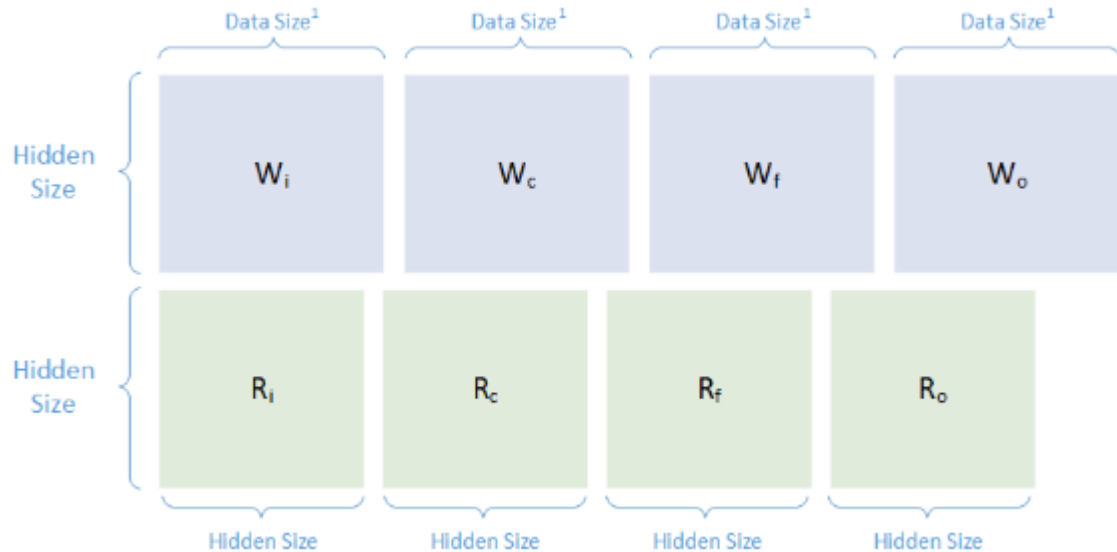 Data Size¹ Data Size¹ Data Size¹ Data Size¹
Hidden
Size
Wᵢ W꜀ W_f Wₒ
Hidden
Size
Rᵢ R꜀ R_f Rₒ
Hidden Size Hidden Size Hidden Size Hidden Size